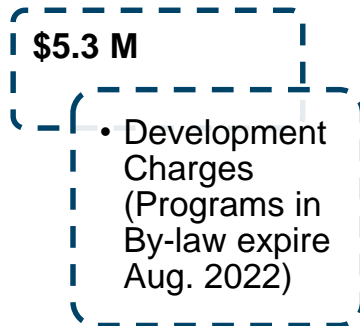 $5.3 M
• Development
Charges
(Programs in
By-law expire
Aug. 2022)